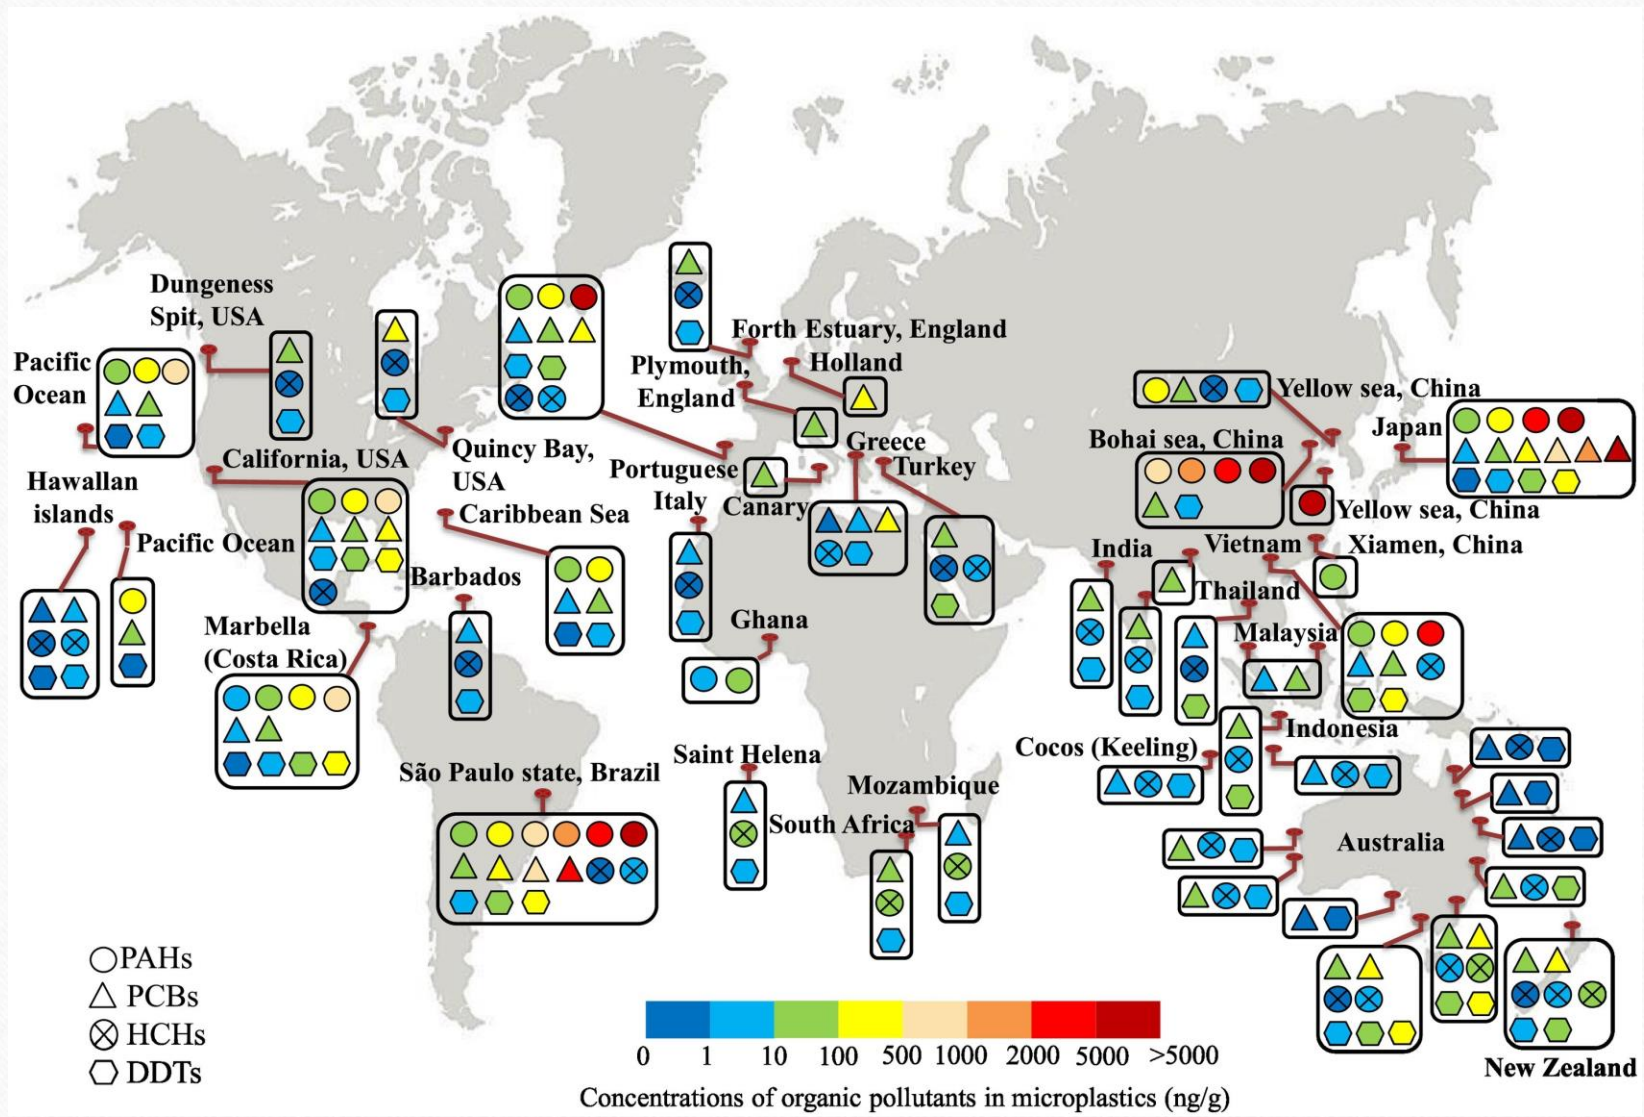 Dungeness
Spit, USA
Pacific
Ocean
Forth Estuary, England
Plymouth,
England
Holland
Yellow sea, China
Japan
Bohai sea, China
Greece
Turkey
Quincy Bay,
USA
California, USA
Portuguese
Italy
Canary
Hawallan
islands
Caribbean Sea
Yellow sea, China
Pacific Ocean
India
Vietnam
Xiamen, China
Barbados
Thailand
Marbella
(Costa Rica)
Ghana
Malaysia
Indonesia
Cocos (Keeling)
São Paulo state, Brazil
Saint Helena
Mozambique
South Africa
Australia
PAHs
PCBs
HCHs
DDTs
0 1 10 100 500 1000 2000 5000 >5000
Concentrations of organic pollutants in microplastics (ng/g)
New Zealand